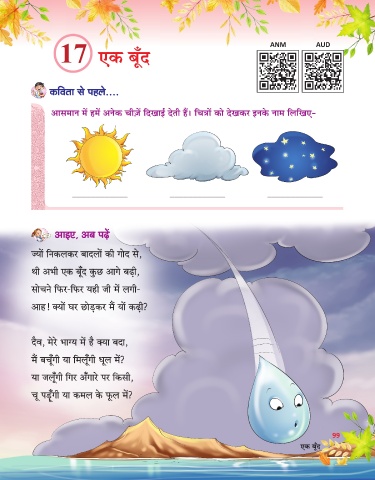 17 एक बूँद
ANM
AUD
कविता से पहले....
आसमान में हमें अनेक चीज़ें दिखाई देती हैं। चित्रों को देखकर इनके नाम लिखिए-
आइए, अब पढ़ें
ज्यों निकलकर बादलों की गोद से,
थी अभी एक बूँद कुछ आगे बढ़ी,
सोचने फिर-फिर यही जी में लगी-
आह! क्यों घर छोड़कर मैं यों कढ़ी?
दैव, मेरे भाग्य में है क्या बदा,
मैं बचूँगी या मिलूँगी धूल में?
या जलूँगी गिर अँगारे पर किसी,
चू पड़ूँगी या कमल के फूल में?
99
एक बूँद